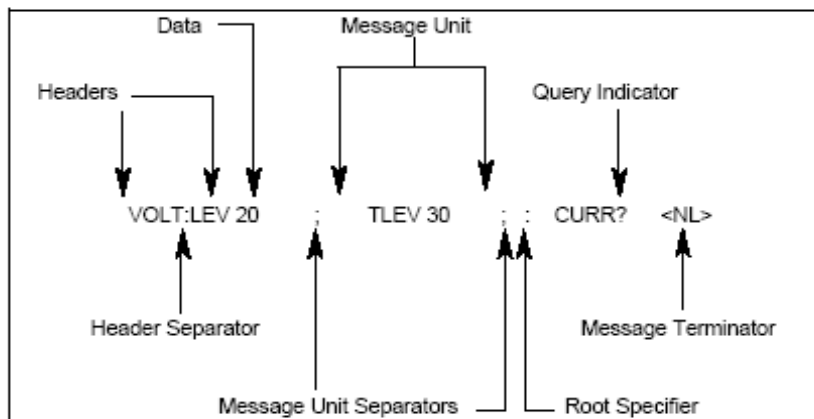 Data Message Unit
Headers Query Indicator
VOLT:LEV 20 ; TLEV 30 ; : CURR? <NL>
Header Separator Message Terminator
Message Unit Separators Root Specifier